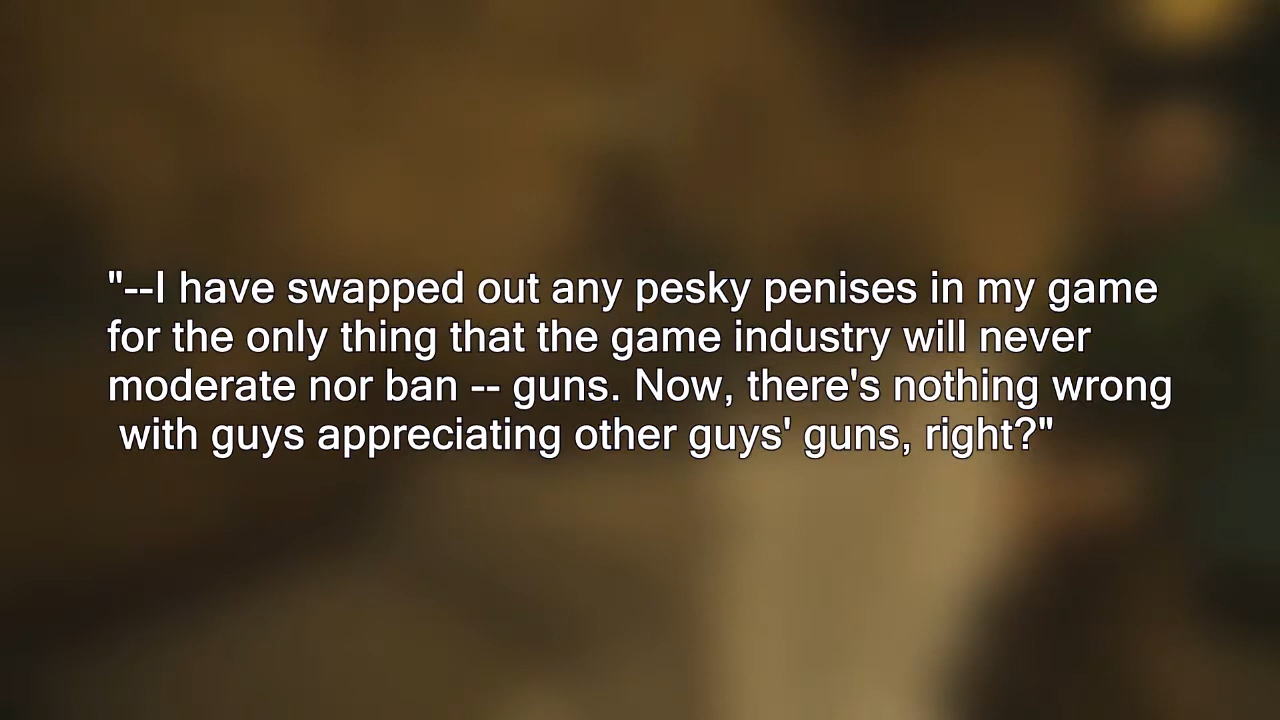 "--I have swapped out any pesky penises in my game
for the only thing that the game industry will never
moderate nor ban -- guns. Now, there's nothing wrong
with guys appreciating other guys' guns, right?"